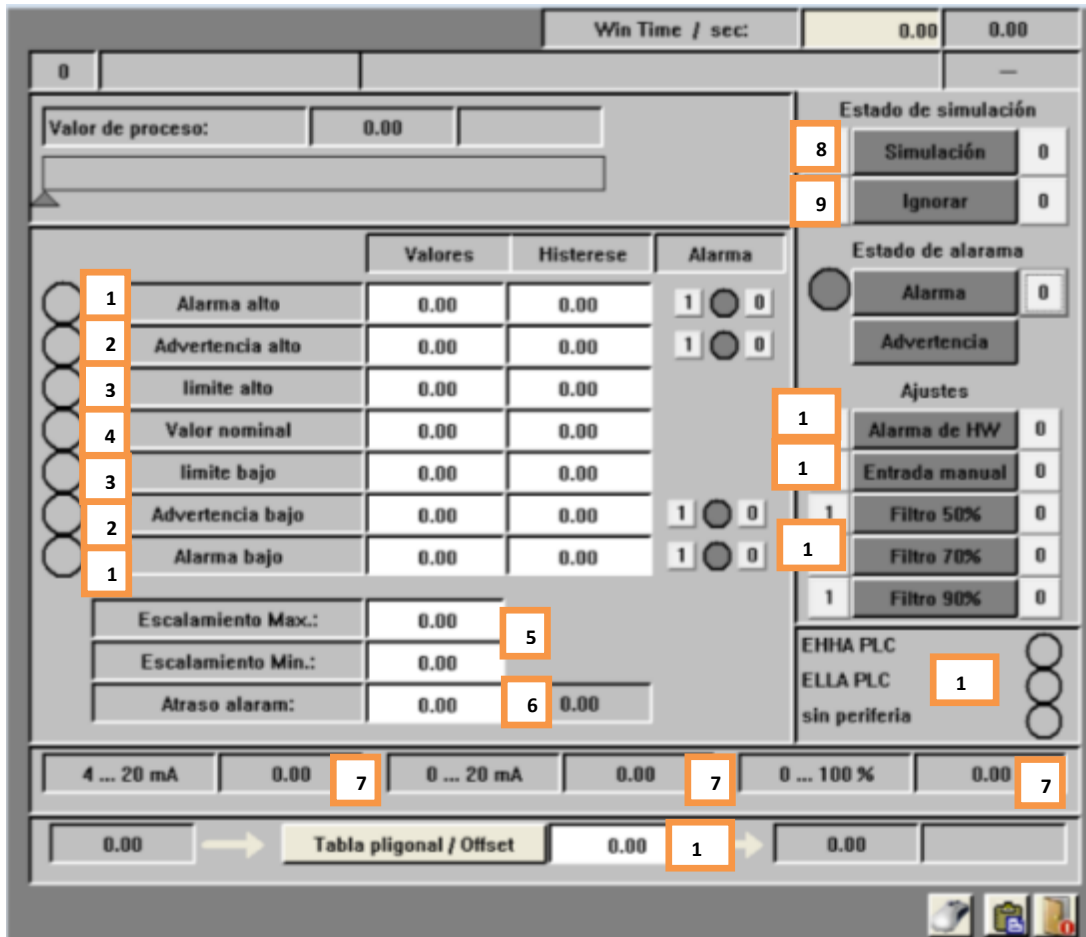 Win Time / sec: 0.00 0.00
0 ---
Valor de proceso: 0.00
Estado de simulación
8 Simulación 0
9 Ignorar 0
Valores Histerese Alarma
Estado de alarama
1 Alarma alto 0.00 0.00 1 0
Alarma 0
2 Advertencia alto 0.00 0.00 1 0
Advertencia
3 limite alto 0.00 0.00
Ajustes
4 Valor nominal 0.00 0.00
1 Alarma de HW 0
3 limite bajo 0.00 0.00
1 Entrada manual 0
2 Advertencia bajo 0.00 0.00 1 0
1 Filtro 50% 0
1 Alarma bajo 0.00 0.00 1 0
1 Filtro 70% 0
1 Filtro 90% 0
Escalamiento Max.: 0.00
5
Escalamiento Min.: 0.00
Atraso alaram: 0.00 6 0.00
EHHA PLC
ELLA PLC 1
sin periferia
4 ... 20 mA 0.00 7 0 ... 20 mA 0.00 7 0 ... 100 % 0.00 7
0.00 Tabla pligonal / Offset 0.00 1 0.00